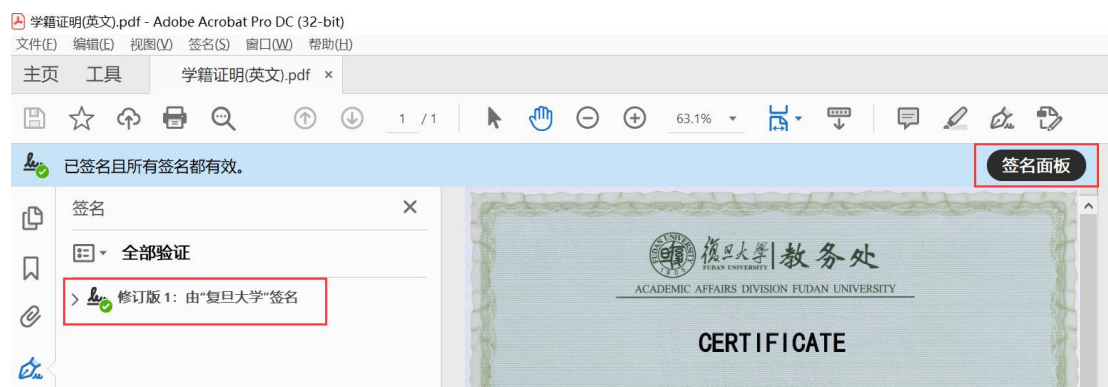 学籍证明(英文).pdf - Adobe Acrobat Pro DC (32-bit)
文件(F) 编辑(E) 视图(V) 签名(S) 窗口(W) 帮助(H)
主页 工具 学籍证明(英文).pdf ×
1 / 1 63.1%
已签名且所有签名都有效。 签名面板
签名 ×
全部验证
修订版 1: 由“复旦大学”签名
FUDAN UNIVERSITY
1905
復旦大学 教务处
FUDAN UNIVERSITY
ACADEMIC AFFAIRS DIVISION FUDAN UNIVERSITY
CERTIFICATE